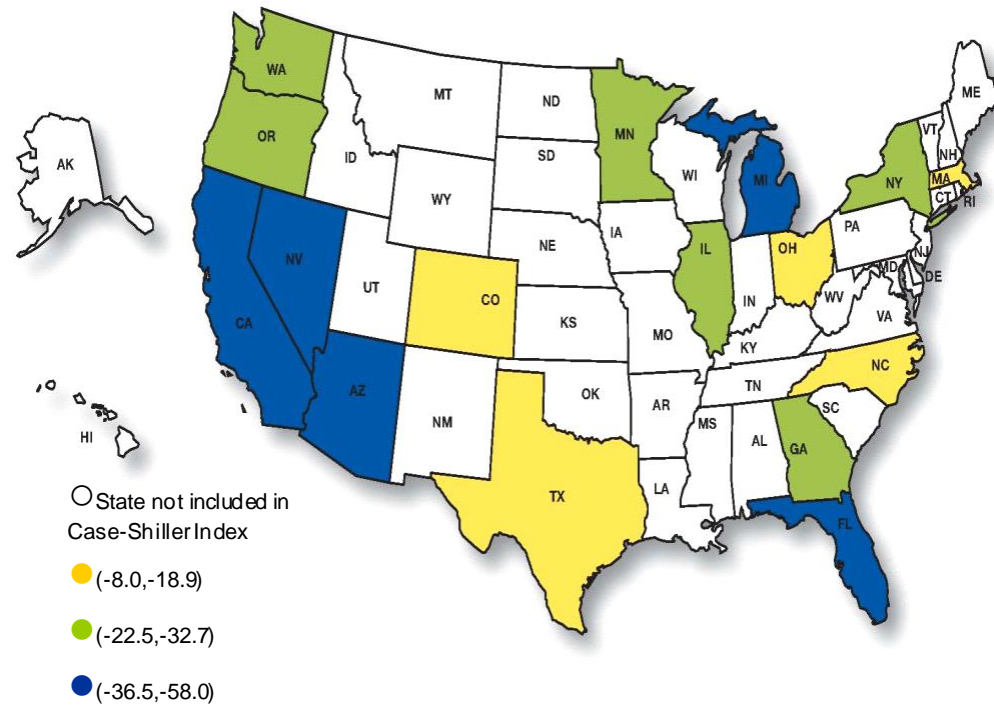 WA
OR
MT
ND
MN
ME
VT
NH
MA
NY
CT
RI
AK
ID
SD
WI
MI
WY
PA
NJ
IA
NE
NV
OH
MD
DE
IL
IN
UT
CO
WV
VA
CA
KS
MO
KY
NC
TN
AZ
OK
AR
SC
NM
MS
AL
GA
HI
TX
LA
FL
State not included in
Case-Shiller Index
(-8.0,-18.9)
(-22.5,-32.7)
(-36.5,-58.0)